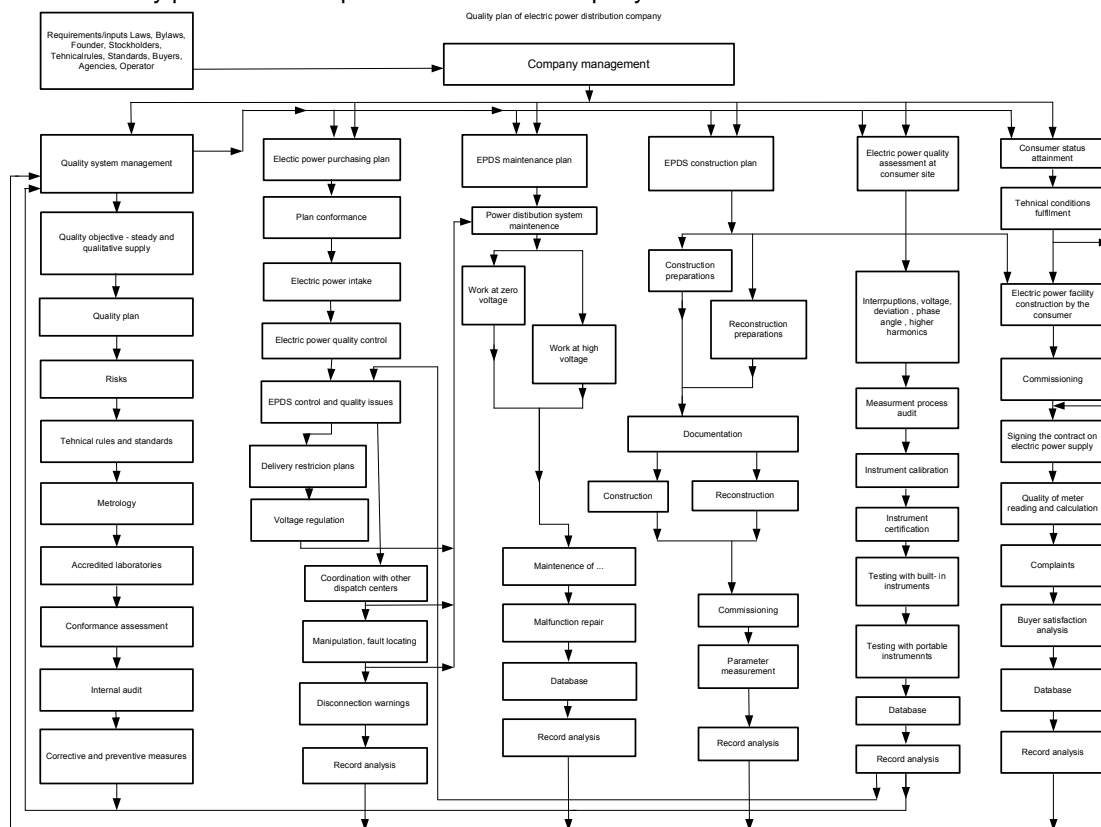 Quality plan of electric power distribution company
Requirements/inputs Laws, Bylaws,
Founder, Stockholders,
Tehnicalrules, Standards, Buyers,
Agencies, Operator
Company management
Quality system management
Quality objective - steady and
qualitative supply
Quality plan
Risks
Tehnical rules and standards
Metrology
Accredited laboratories
Conformance assessment
Internal audit
Corrective and preventive measures
Electic power purchasing plan
Plan conformance
Electric power intake
Electric power quality control
EPDS control and quality issues
Delivery restricion plans
Voltage regulation
Coordination with other
dispatch centers
Manipulation, fault locating
Disconnection warnings
Record analysis
EPDS maintenance plan
Power distibution system
maintenence
Work at zero
voltage
Work at high
voltage
Maintenence of ...
Malfunction repair
Database
Record analysis
EPDS construction plan
Construction
preparations
Reconstruction
preparations
Documentation
Construction
Reconstruction
Commissioning
Parameter
measurement
Record analysis
Electric power quality
assessment at
consumer site
Interrpuptions, voltage,
deviation , phase
angle , higher
harmonics
Measurment process
audit
Instrument calibration
Instrument
certification
Testing with built- in
instruments
Testing with portable
instrumennts
Database
Record analysis
Consumer status
attainment
Tehnical conditions
fulfilment
Electric power facility
construction by the
consumer
Commissioning
Signing the contract on
electric power supply
Quality of meter
reading and calculation
Complaints
Buyer satisfaction
analysis
Database
Record analysis